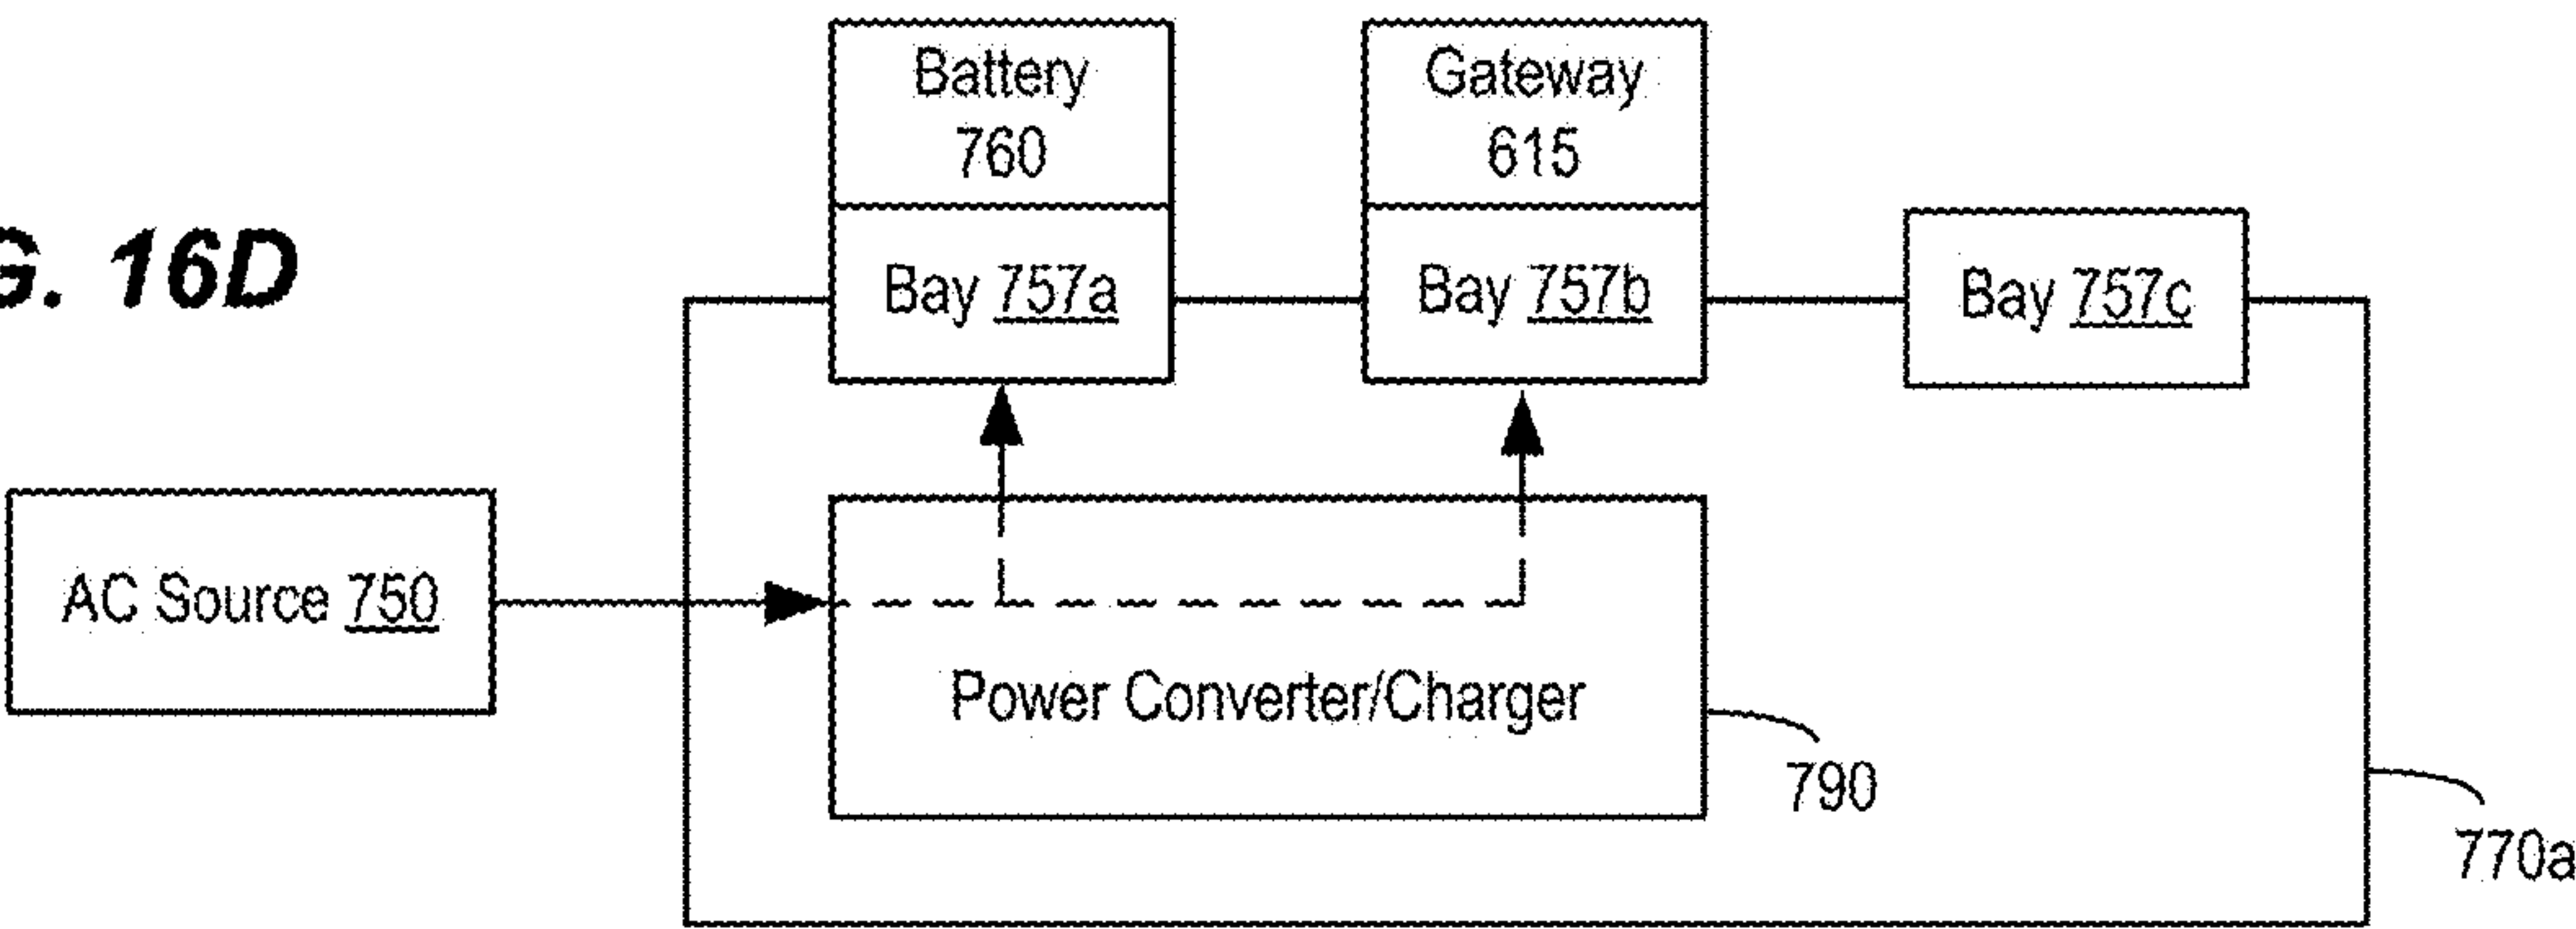 Battery
760
Gateway
615
G. 16D
Bay 757a
Bay 757b
Bay 757c
AC Source 750
Power Converter/Charger
790
770a